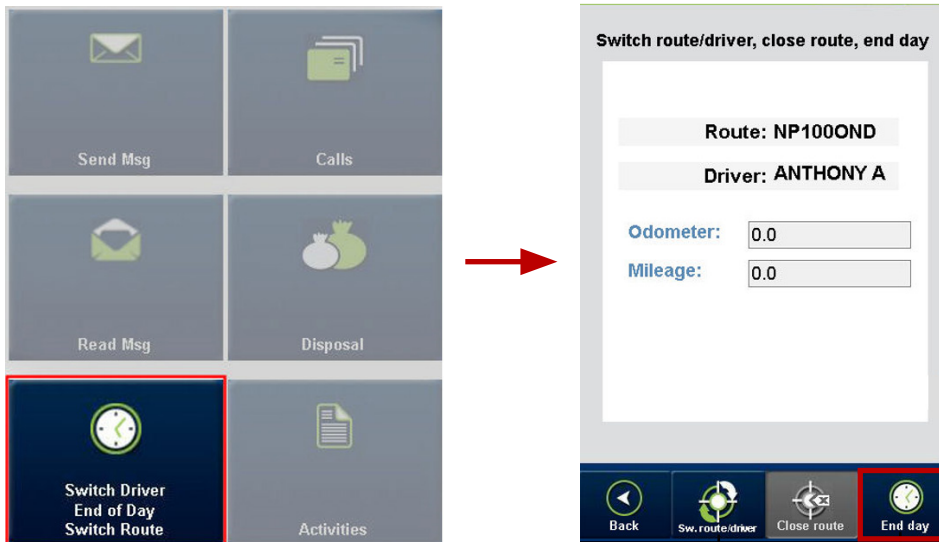 Send Msg
Calls
Read Msg
Disposal
Switch Driver
End of Day
Switch Route
Activities
Switch route/driver, close route, end day
Route: NP100OND
Driver: ANTHONY A
Odometer: 0.0
Mileage: 0.0
Back
Sw. route/driver
Close route
End day